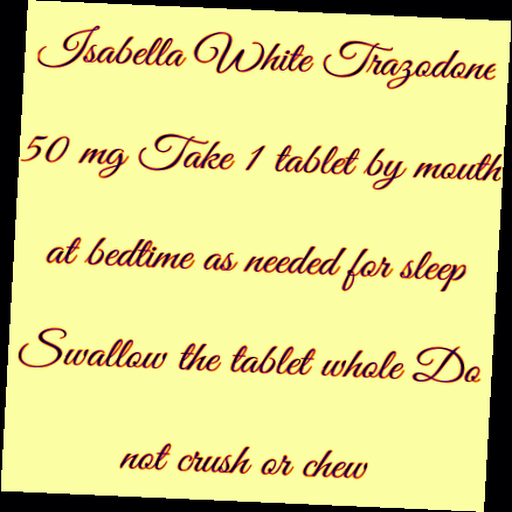 Isabella White Trazodone
50 mg Take 1 tablet by mouth
at bedtime as needed for sleep
Swallow the tablet whole Do
not crush or chew